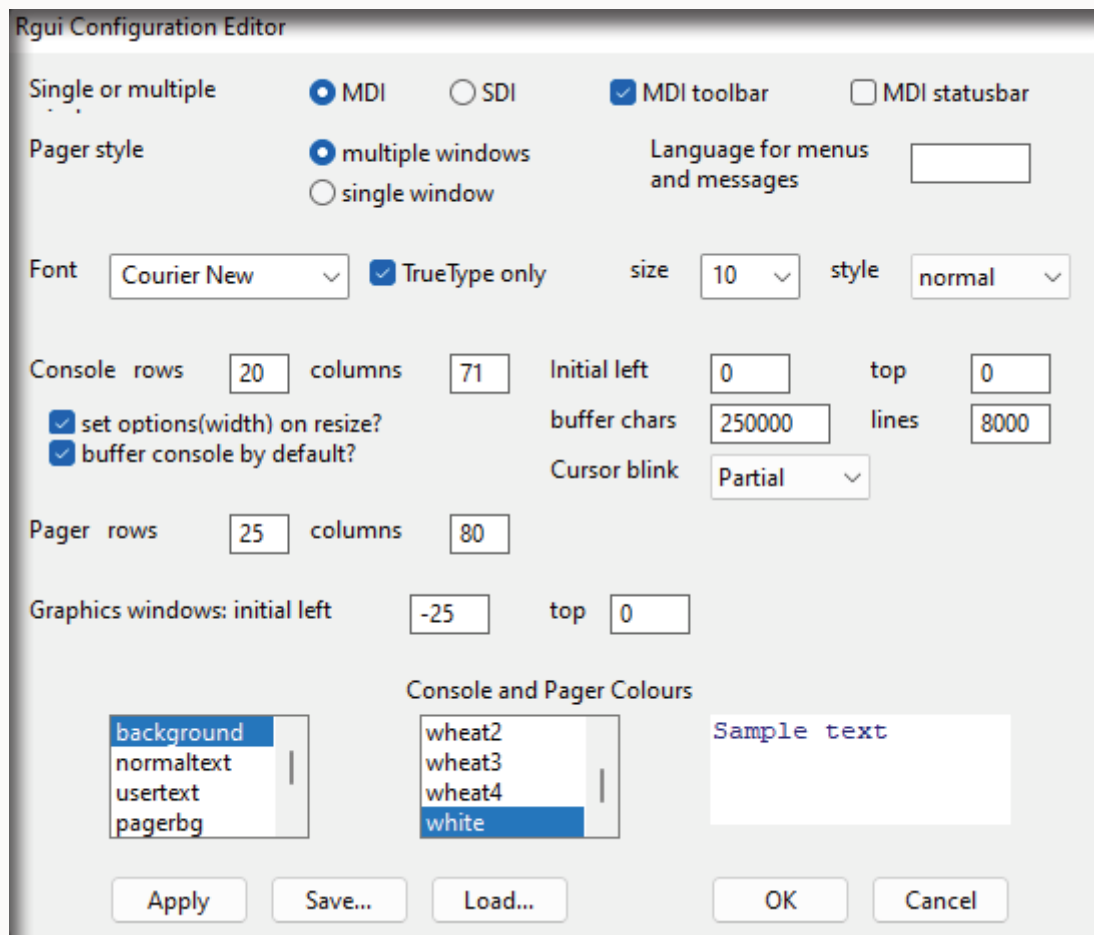 Rgui Configuration Editor
Single or multiple MDI SDI MDI toolbar MDI statusbar
Pager style multiple windows Language for menus
single window and messages
Font Courier New TrueType only size 10 style normal
Console rows 20 columns 71 Initial left 0 top 0
set options(width) on resize? buffer chars 250000 lines 8000
buffer console by default?
Cursor blink Partial
Pager rows 25 columns 80
Graphics windows: initial left -25 top 0
Console and Pager Colours
background wheat2 Sample text
normaltext wheat3
usertext wheat4
pagerbg white
Apply Save... Load... OK Cancel